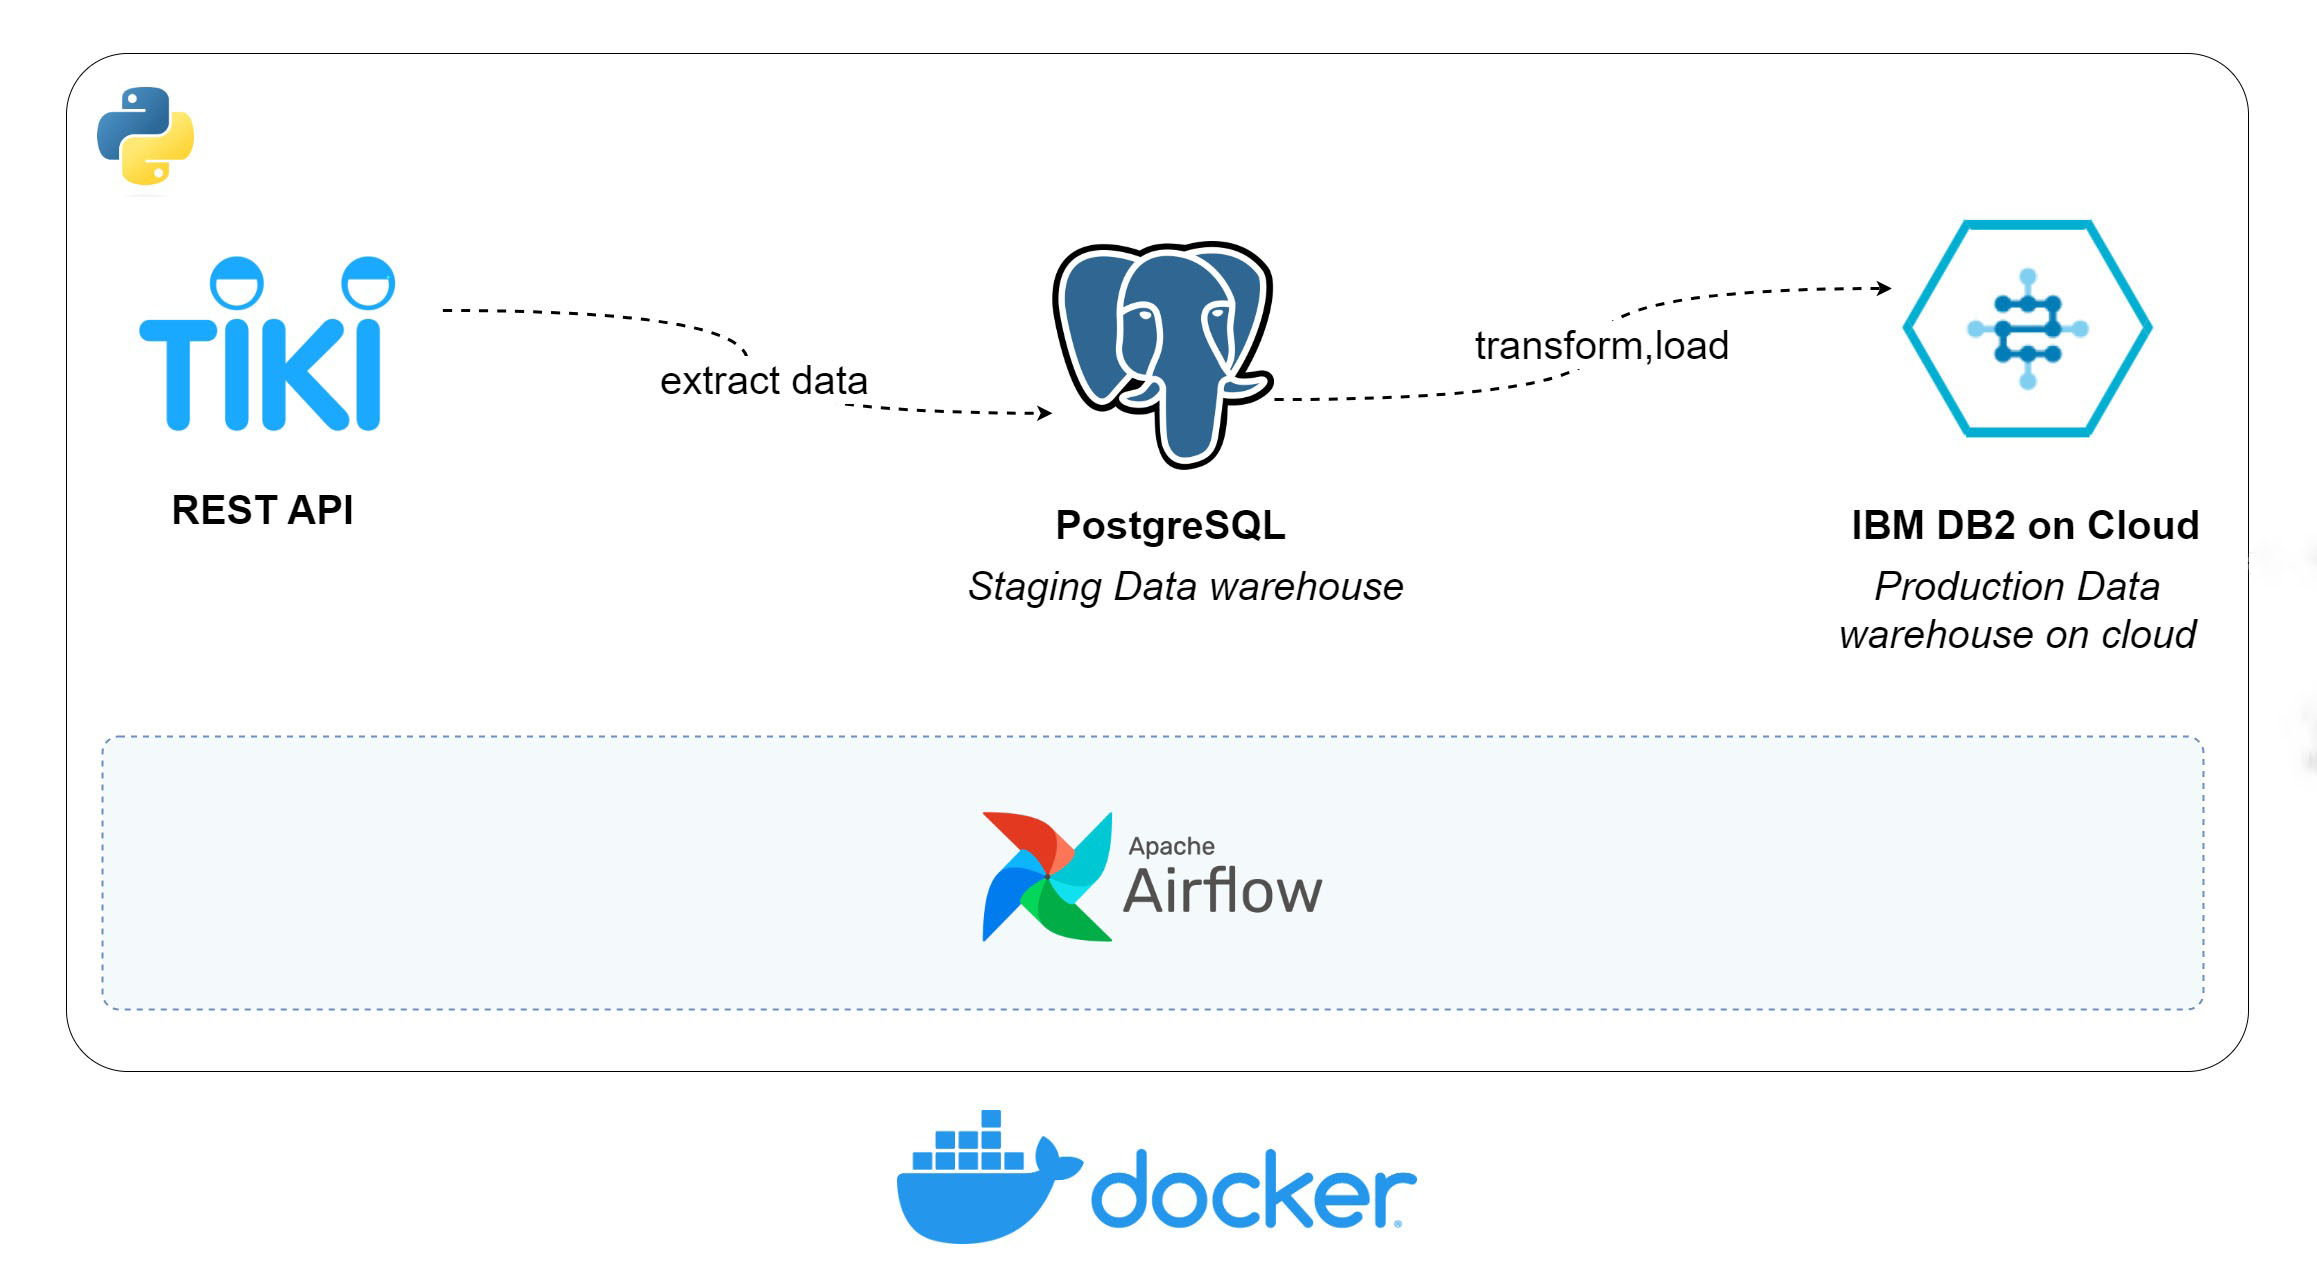 TIKI
extract data
transform,load
REST API
PostgreSQL
Staging Data warehouse
IBM DB2 on Cloud
Production Data
warehouse on cloud
Apache
Airflow
docker